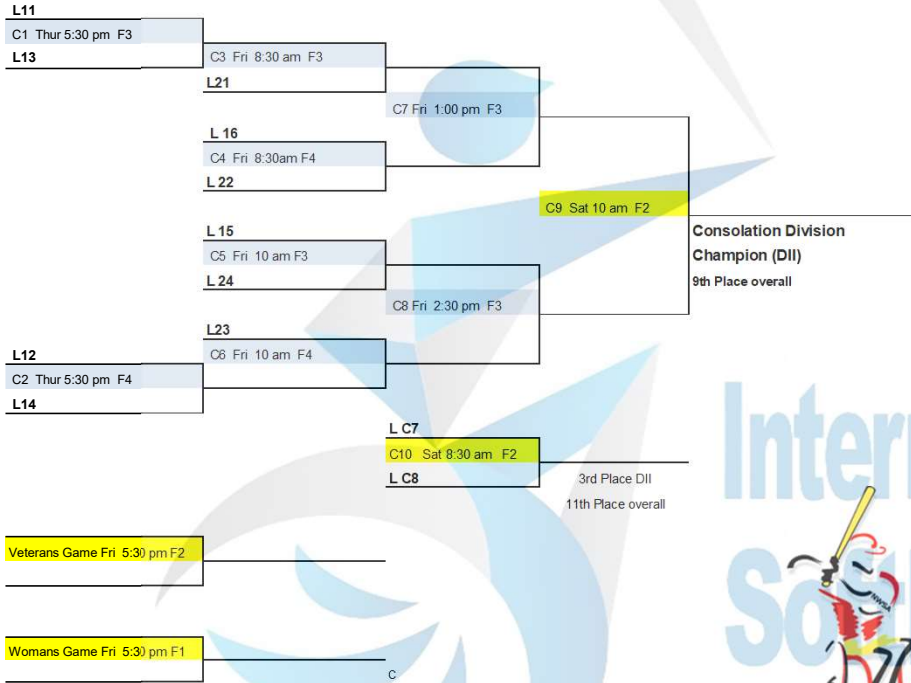 L11
C1 Thur 5:30 pm F3
L13
C3 Fri 8:30 am F3
L21
C7 Fri 1:00 pm F3
L 16
C4 Fri 8:30am F4
L 22
C9 Sat 10 am F2
L 15
C5 Fri 10 am F3
L 24
Consolation Division
Champion (DII)
9th Place overall
C8 Fri 2:30 pm F3
L23
C6 Fri 10 am F4
L12
C2 Thur 5:30 pm F4
L14
L C7
C10 Sat 8:30 am F2
L C8
3rd Place DII
11th Place overall
Veterans Game Fri 5:30 pm F2
Womans Game Fri 5:30 pm F1
C
Inter
So
NWSA